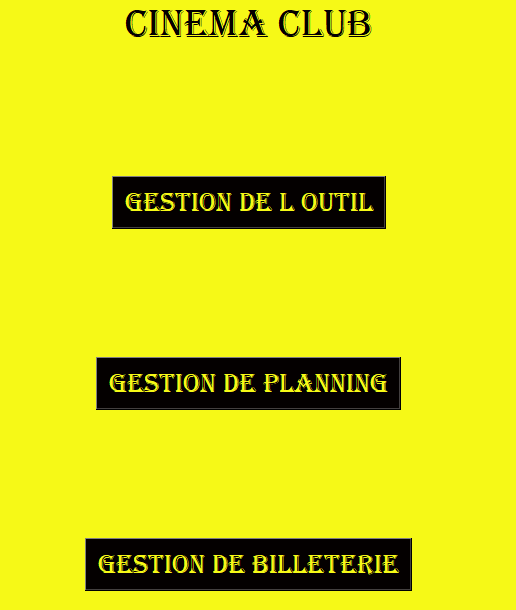 CINEMA CLUB
GESTION DE L OUTIL
GESTION DE PLANNING
GESTION DE BILLETERIE